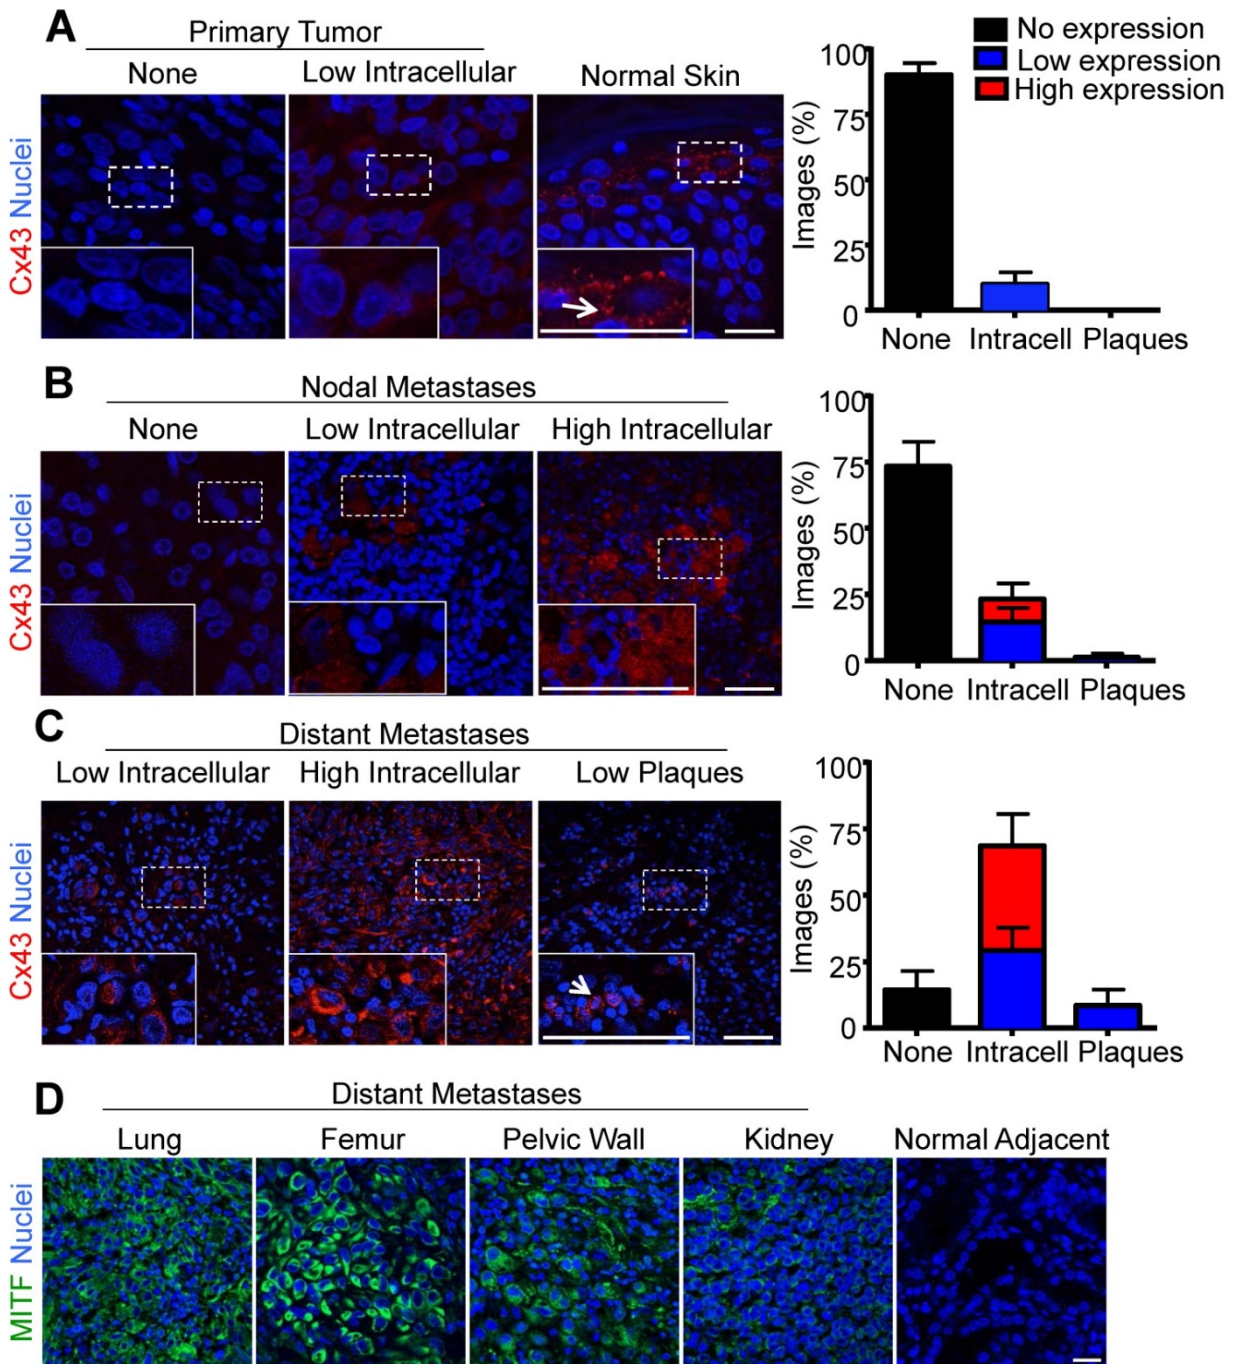 A
Primary Tumor
None
Low Intracellular
Normal Skin
Cx43 Nuclei
No expression
Low expression
High expression
Images (%)
100
75
50
25
0
None Intracell Plaques
B
Nodal Metastases
None
Low Intracellular
High Intracellular
Cx43 Nuclei
Images (%)
100
75
50
25
0
None Intracell Plaques
C
Distant Metastases
Low Intracellular
High Intracellular
Low Plaques
Cx43 Nuclei
Images (%)
100
75
50
25
0
None Intracell Plaques
D
Distant Metastases
Lung
Femur
Pelvic Wall
Kidney
Normal Adjacent
MITF Nuclei